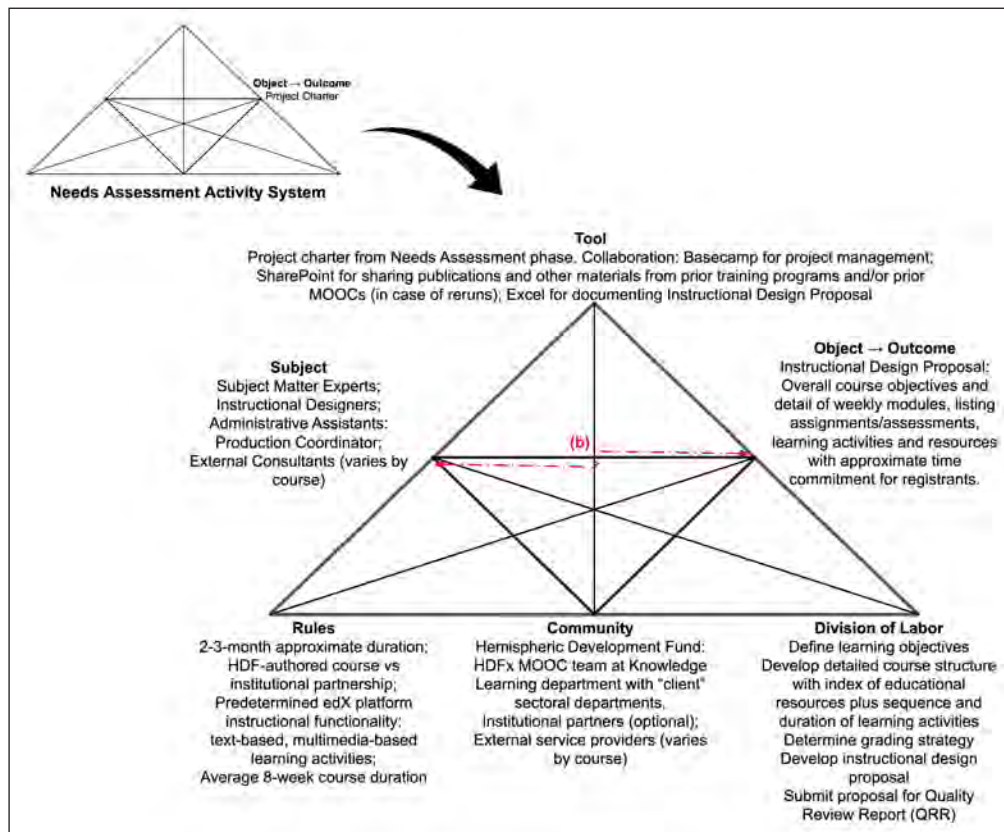 Object → Outcome
Project Charter
Needs Assessment Activity System
Tool
Project charter from Needs Assessment phase. Collaboration: Basecamp for project management;
SharePoint for sharing publications and other materials from prior training programs and/or prior
MOOCs (in case of reruns); Excel for documenting Instructional Design Proposal
Subject
Subject Matter Experts;
Instructional Designers;
Administrative Assistants:
Production Coordinator;
External Consultants (varies by
course)
Object → Outcome
Instructional Design Proposal:
Overall course objectives and
detail of weekly modules, listing
assignments/assessments,
learning activities and resources
with approximate time
commitment for registrants.
(b)
Rules
2-3-month approximate duration;
HDF-authored course vs
institutional partnership;
Predetermined edX platform
instructional functionality:
text-based, multimedia-based
learning activities;
Average 8-week course duration
Community
Hemispheric Development Fund:
HDFx MOOC team at Knowledge
Learning department with "client"
sectoral departments,
Institutional partners (optional);
External service providers (varies
by course)
Division of Labor
Define learning objectives
Develop detailed course structure
with index of educational
resources plus sequence and
duration of learning activities
Determine grading strategy
Develop instructional design
proposal
Submit proposal for Quality
Review Report (QRR)